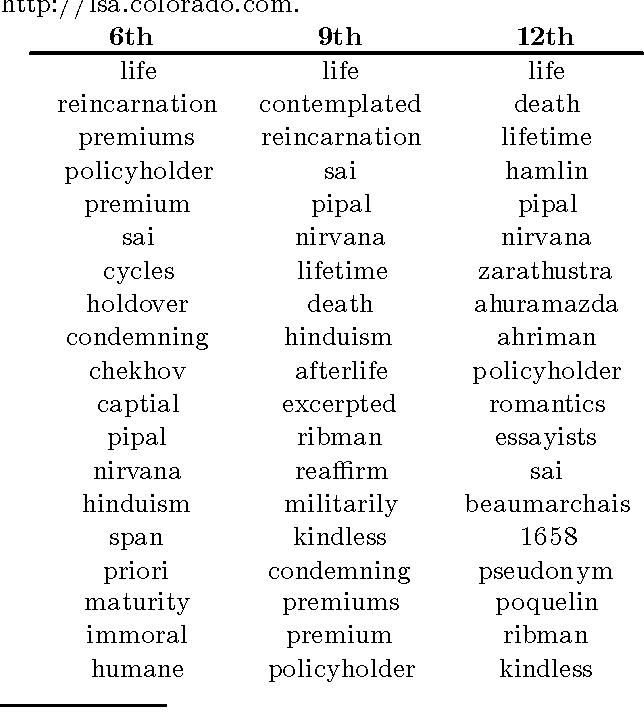 http://lsa.colorado.com.
6th 9th 12th
life life life
reincarnation contemplated death
premiums reincarnation lifetime
policyholder sai hamlin
premium pipal pipal
sai nirvana nirvana
cycles lifetime zarathustra
holdover death ahuramazda
condemning hinduism ahriman
chekhov afterlife policyholder
captial excerpted romantics
pipal ribman essayists
nirvana reaffirm sai
hinduism militarily beaumarchais
span kindless 1658
priori condemning pseudonym
maturity premiums poquelin
immoral premium ribman
humane policyholder kindless